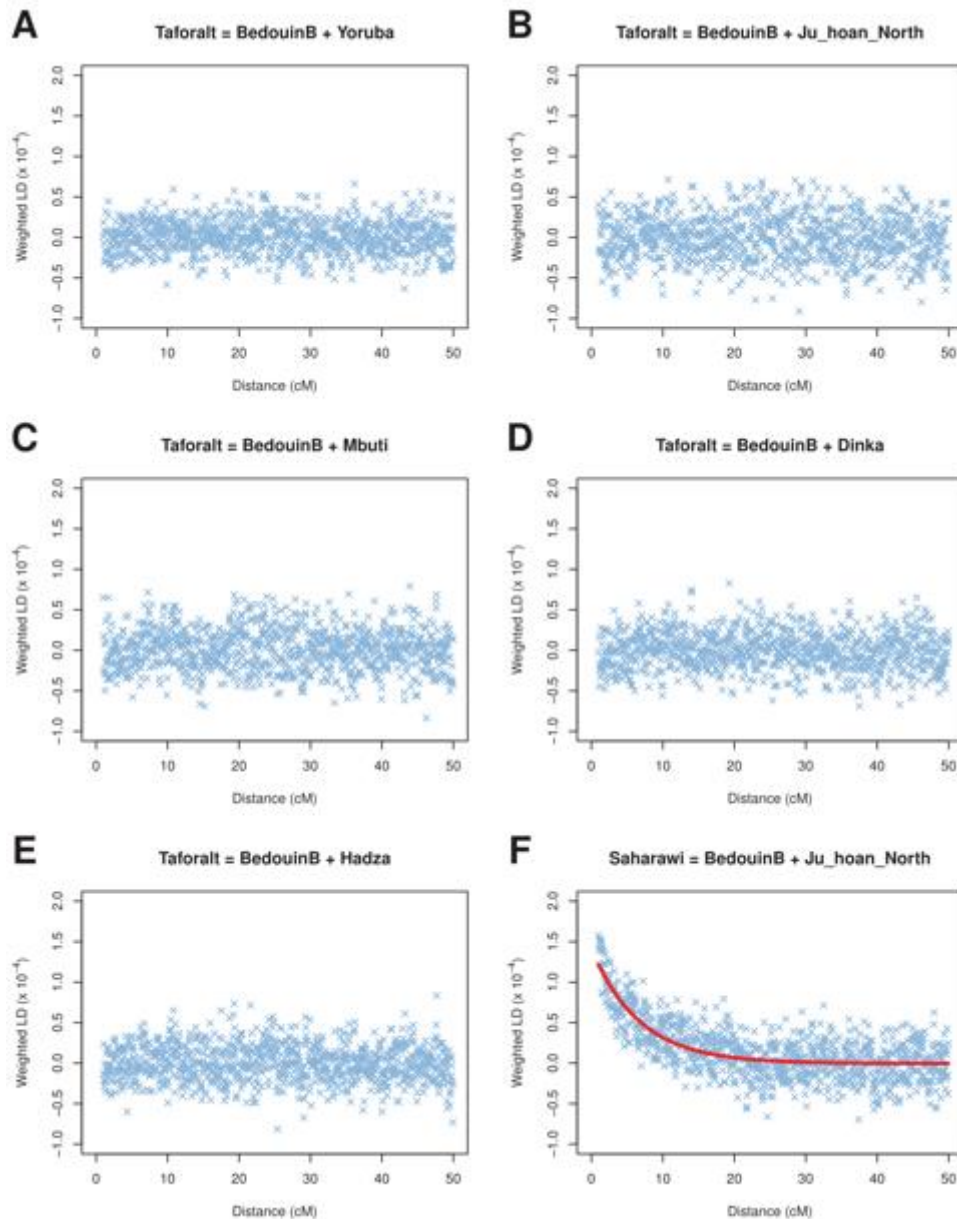 A
Taforalt = BedouinB + Yoruba
Weighted LD (x 10⁻⁴)
2.0
1.5
1.0
0.5
0.0
−0.5
−1.0
0 10 20 30 40 50
Distance (cM)
B
Taforalt = BedouinB + Ju_hoan_North
Weighted LD (x 10⁻⁴)
2.0
1.5
1.0
0.5
0.0
−0.5
−1.0
0 10 20 30 40 50
Distance (cM)
C
Taforalt = BedouinB + Mbuti
Weighted LD (x 10⁻⁴)
2.0
1.5
1.0
0.5
0.0
−0.5
−1.0
0 10 20 30 40 50
Distance (cM)
D
Taforalt = BedouinB + Dinka
Weighted LD (x 10⁻⁴)
2.0
1.5
1.0
0.5
0.0
−0.5
−1.0
0 10 20 30 40 50
Distance (cM)
E
Taforalt = BedouinB + Hadza
Weighted LD (x 10⁻⁴)
2.0
1.5
1.0
0.5
0.0
−0.5
−1.0
0 10 20 30 40 50
Distance (cM)
F
Saharawi = BedouinB + Ju_hoan_North
Weighted LD (x 10⁻⁴)
2.0
1.5
1.0
0.5
0.0
−0.5
−1.0
0 10 20 30 40 50
Distance (cM)